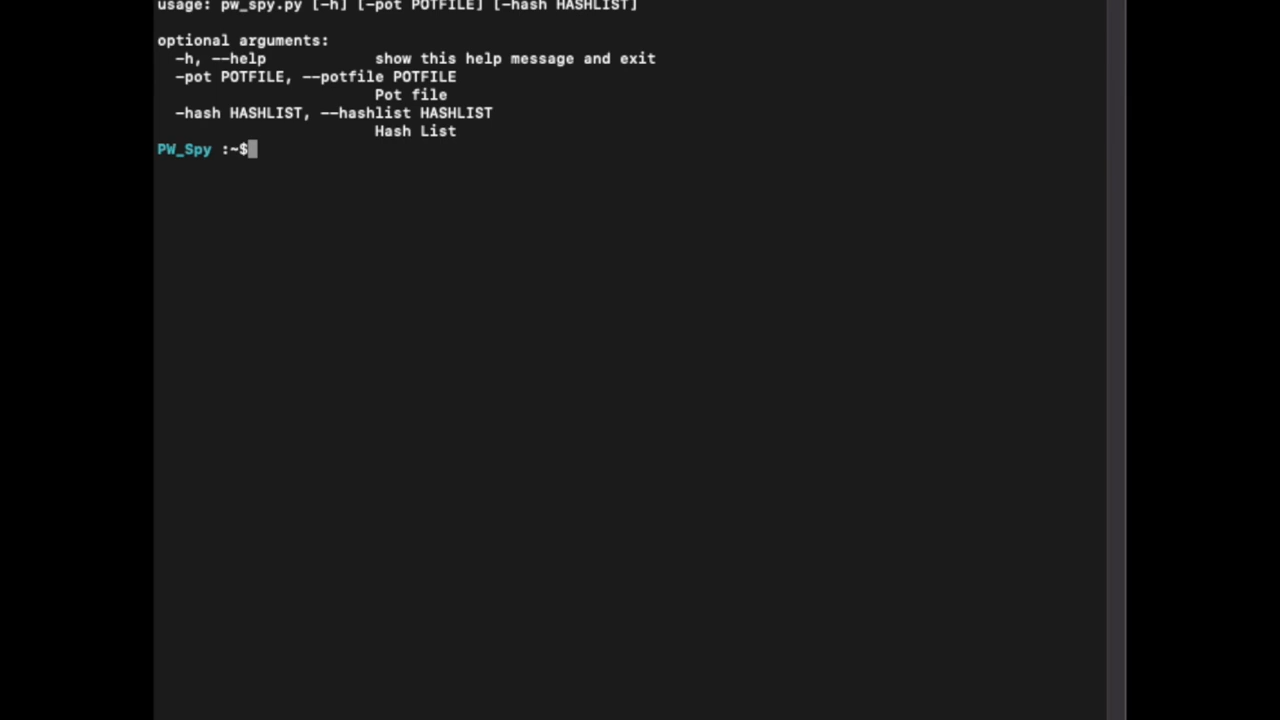 usage: pw_spy.py [-h] [-pot POTFILE] [-hash HASHLIST]
optional arguments:
-h, --help show this help message and exit
-pot POTFILE, --potfile POTFILE
Pot file
-hash HASHLIST, --hashlist HASHLIST
Hash List
PW_Spy :~$